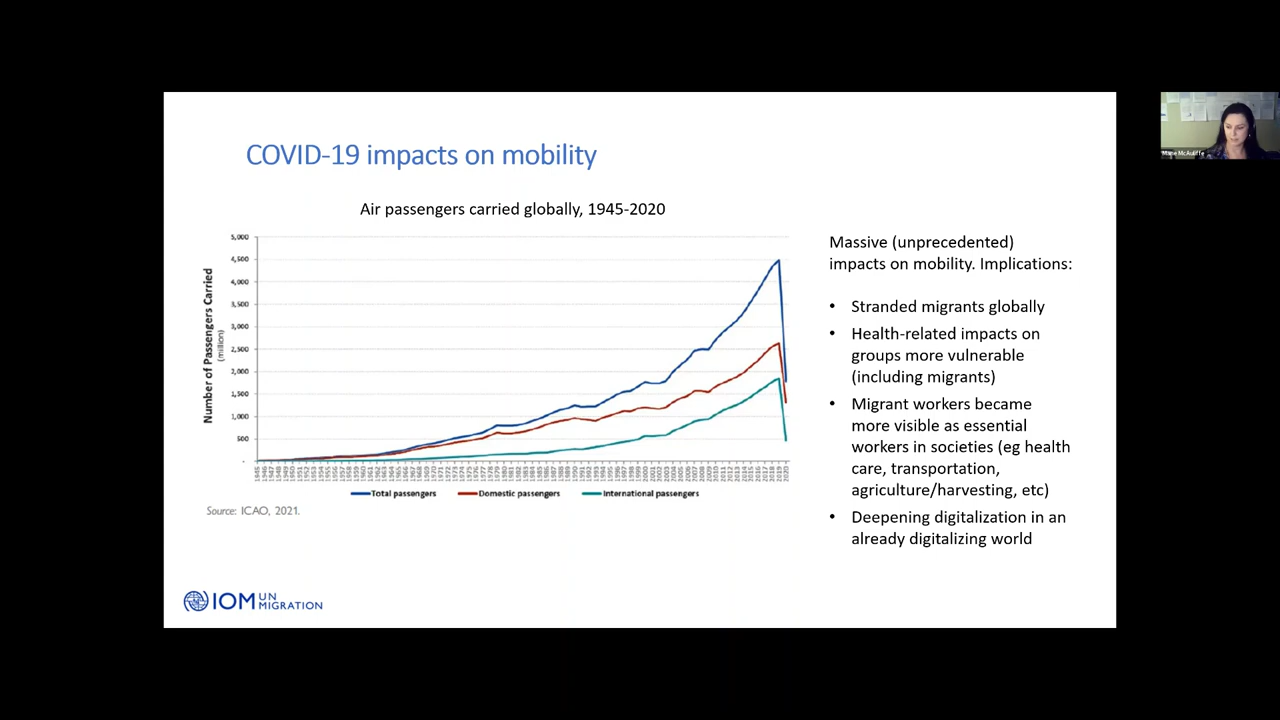 COVID-19 impacts on mobility
Air passengers carried globally, 1945-2020
Number of Passengers Carried
(million)
5,000
4,500
4,000
3,500
3,000
2,500
2,000
1,500
1,000
500
-
Total passengers
Domestic passengers
International passengers
Source: ICAO, 2021.
Massive (unprecedented)
impacts on mobility. Implications:
• Stranded migrants globally
• Health-related impacts on
groups more vulnerable
(including migrants)
• Migrant workers became
more visible as essential
workers in societies (eg health
care, transportation,
agriculture/harvesting, etc)
• Deepening digitalization in an
already digitalizing world
IOM UN
MIGRATION
Marie McAuliffe